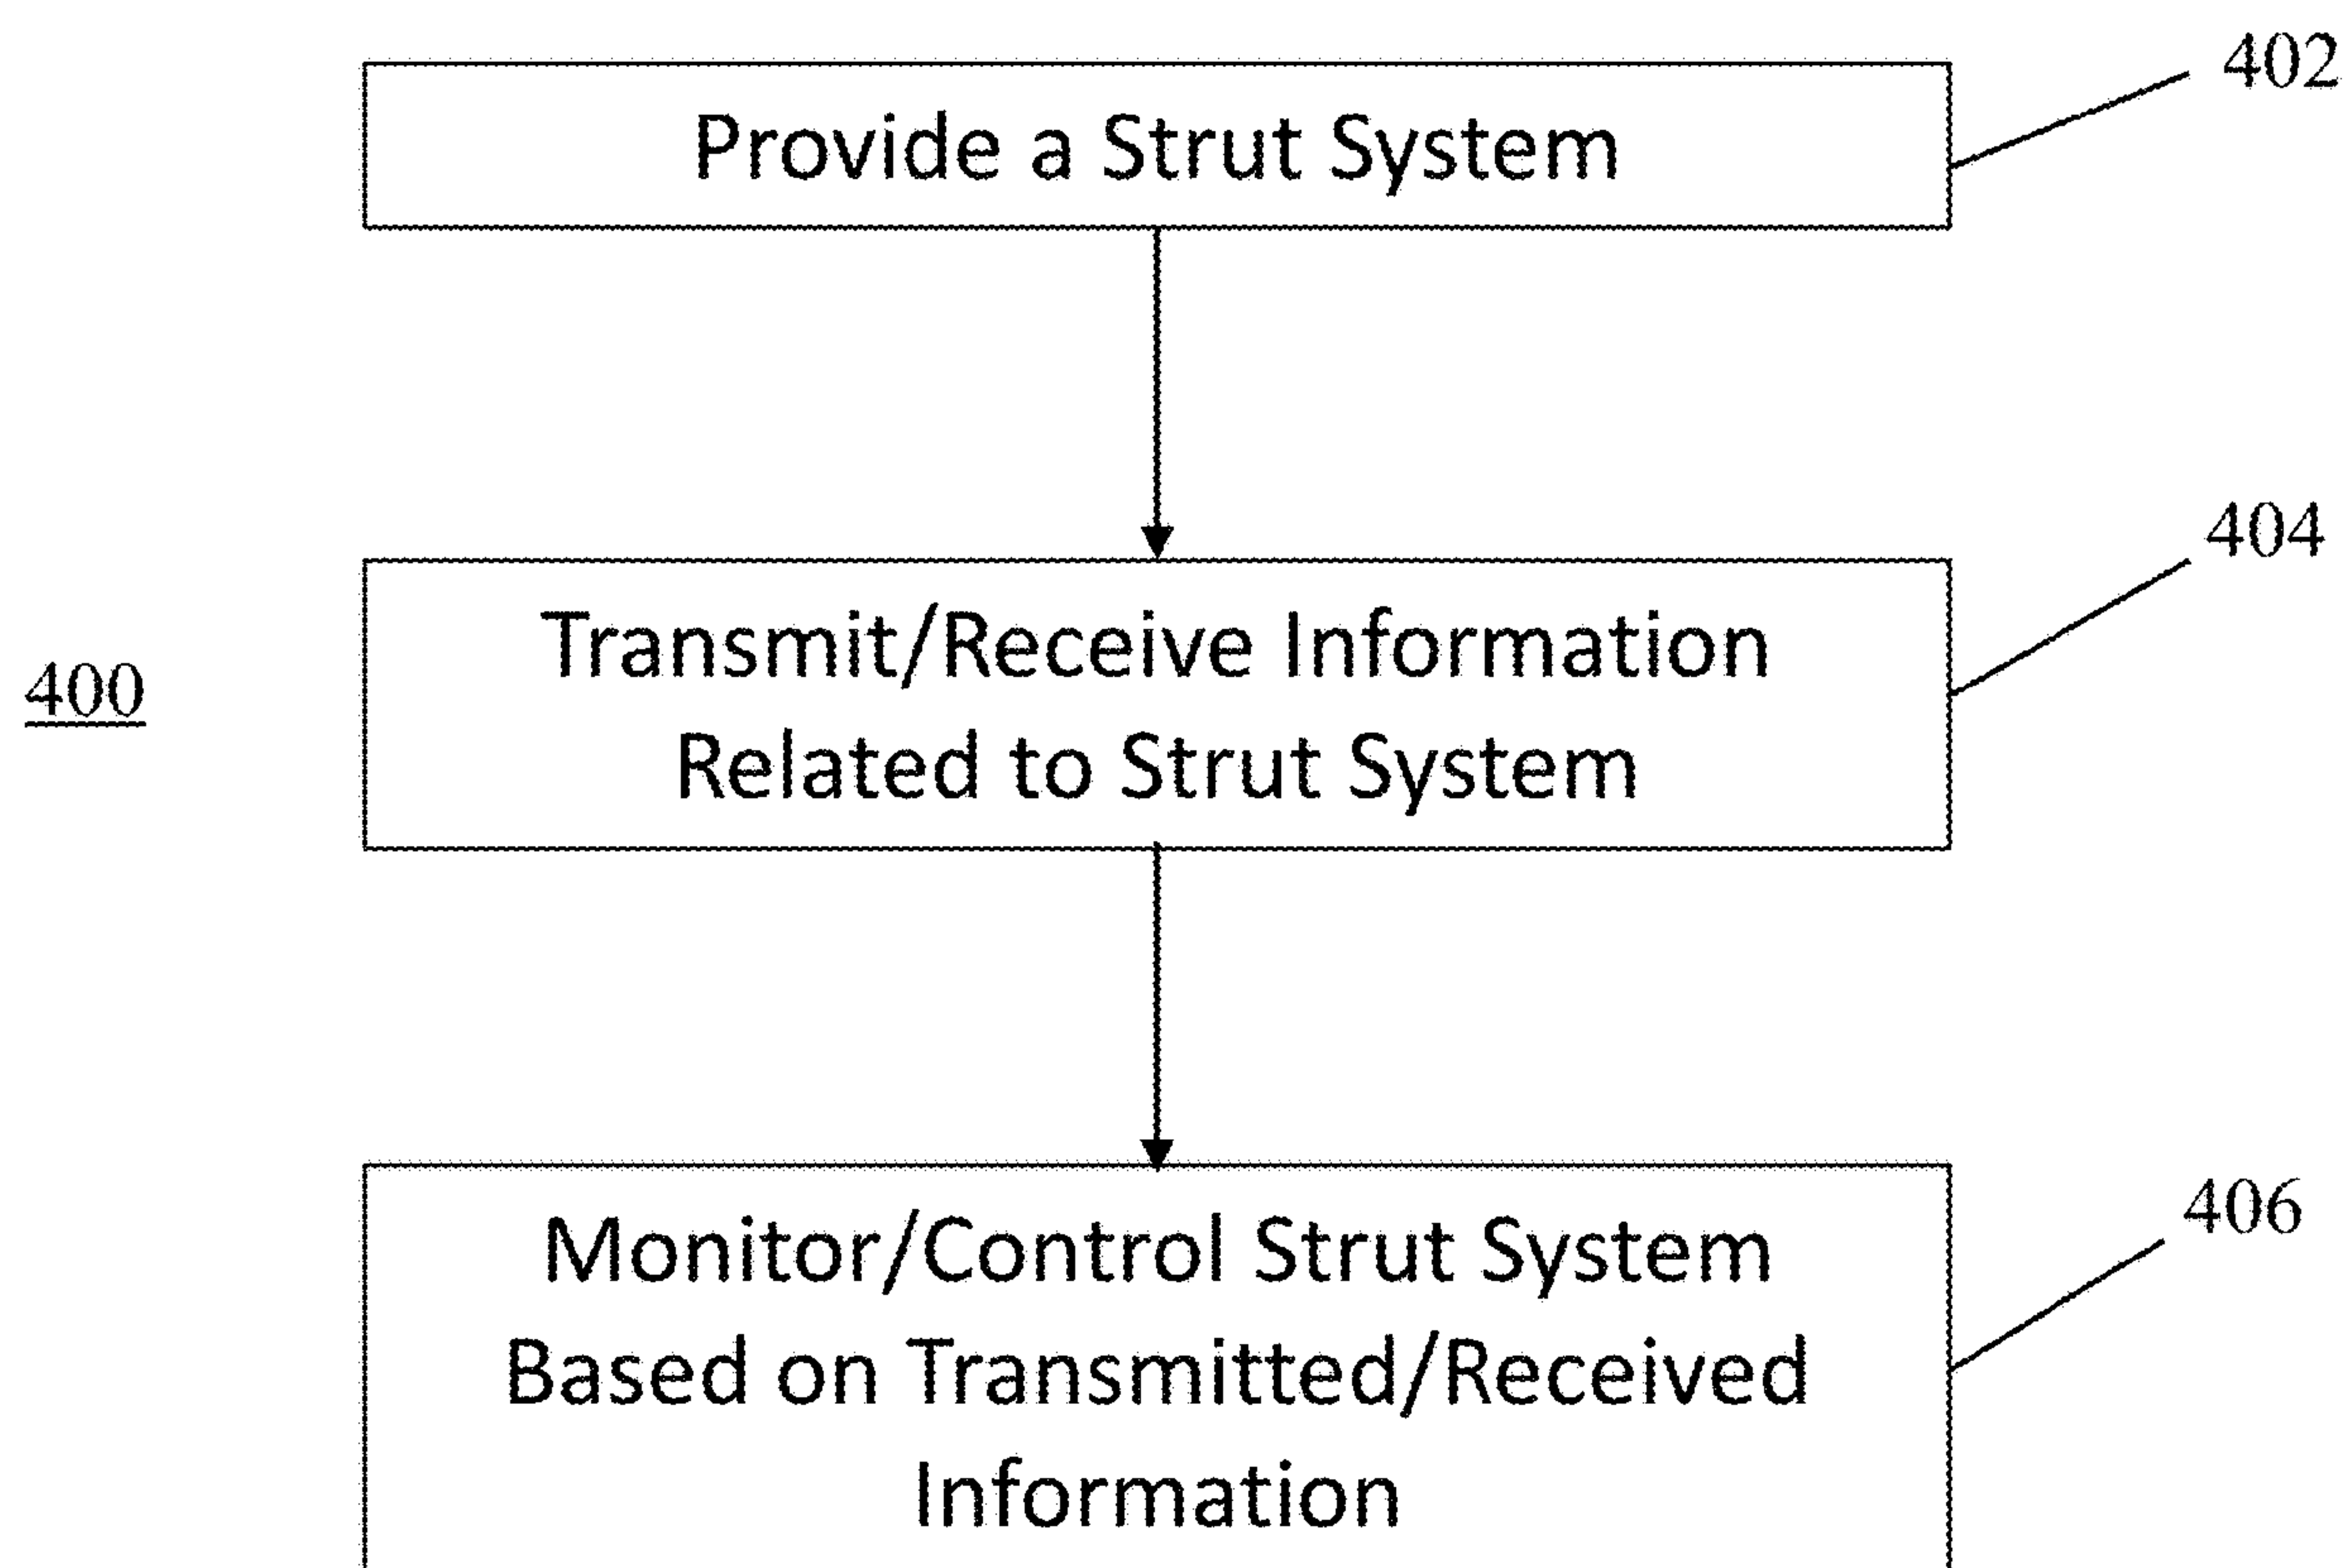 402
Provide a Strut System
404
Transmit/Receive Information
Related to Strut System
400
406
Monitor/Control Strut System
Based on Transmitted/Received
Information